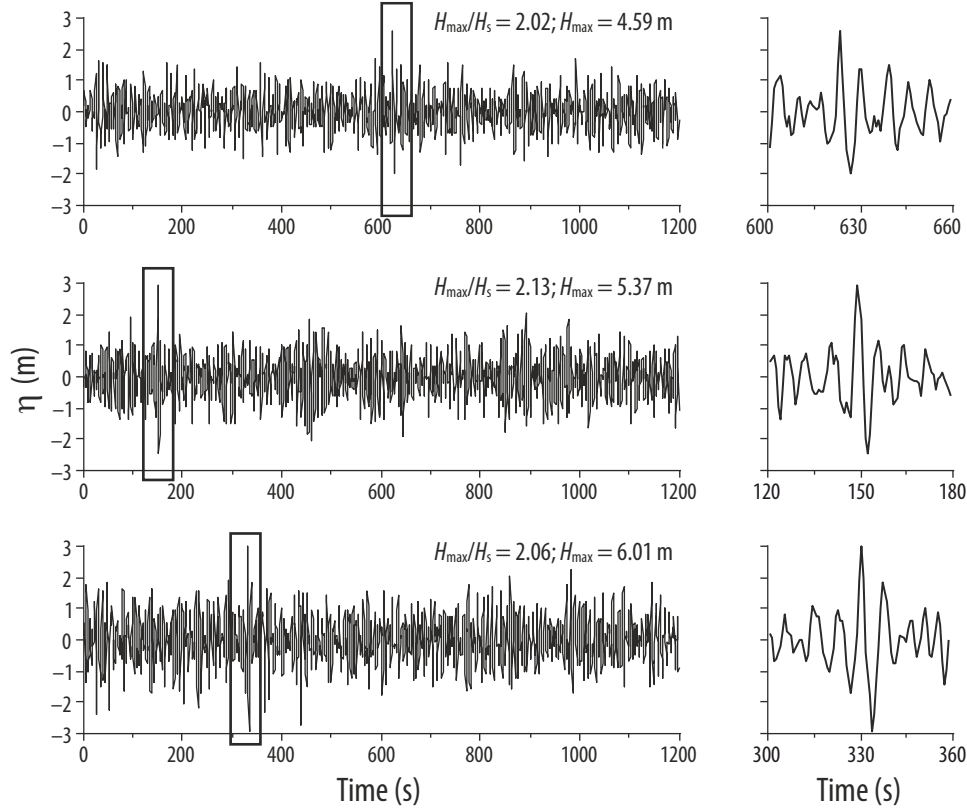 Hmax/Hs = 2.02; Hmax = 4.59 m
3
2
1
0
−1
−2
−3
0 200 400 600 800 1000 1200
600 630 660
Hmax/Hs = 2.13; Hmax = 5.37 m
3
2
1
0
−1
−2
−3
η (m)
0 200 400 600 800 1000 1200
120 150 180
Hmax/Hs = 2.06; Hmax = 6.01 m
3
2
1
0
−1
−2
−3
0 200 400 600 800 1000 1200
300 330 360
Time (s) Time (s)